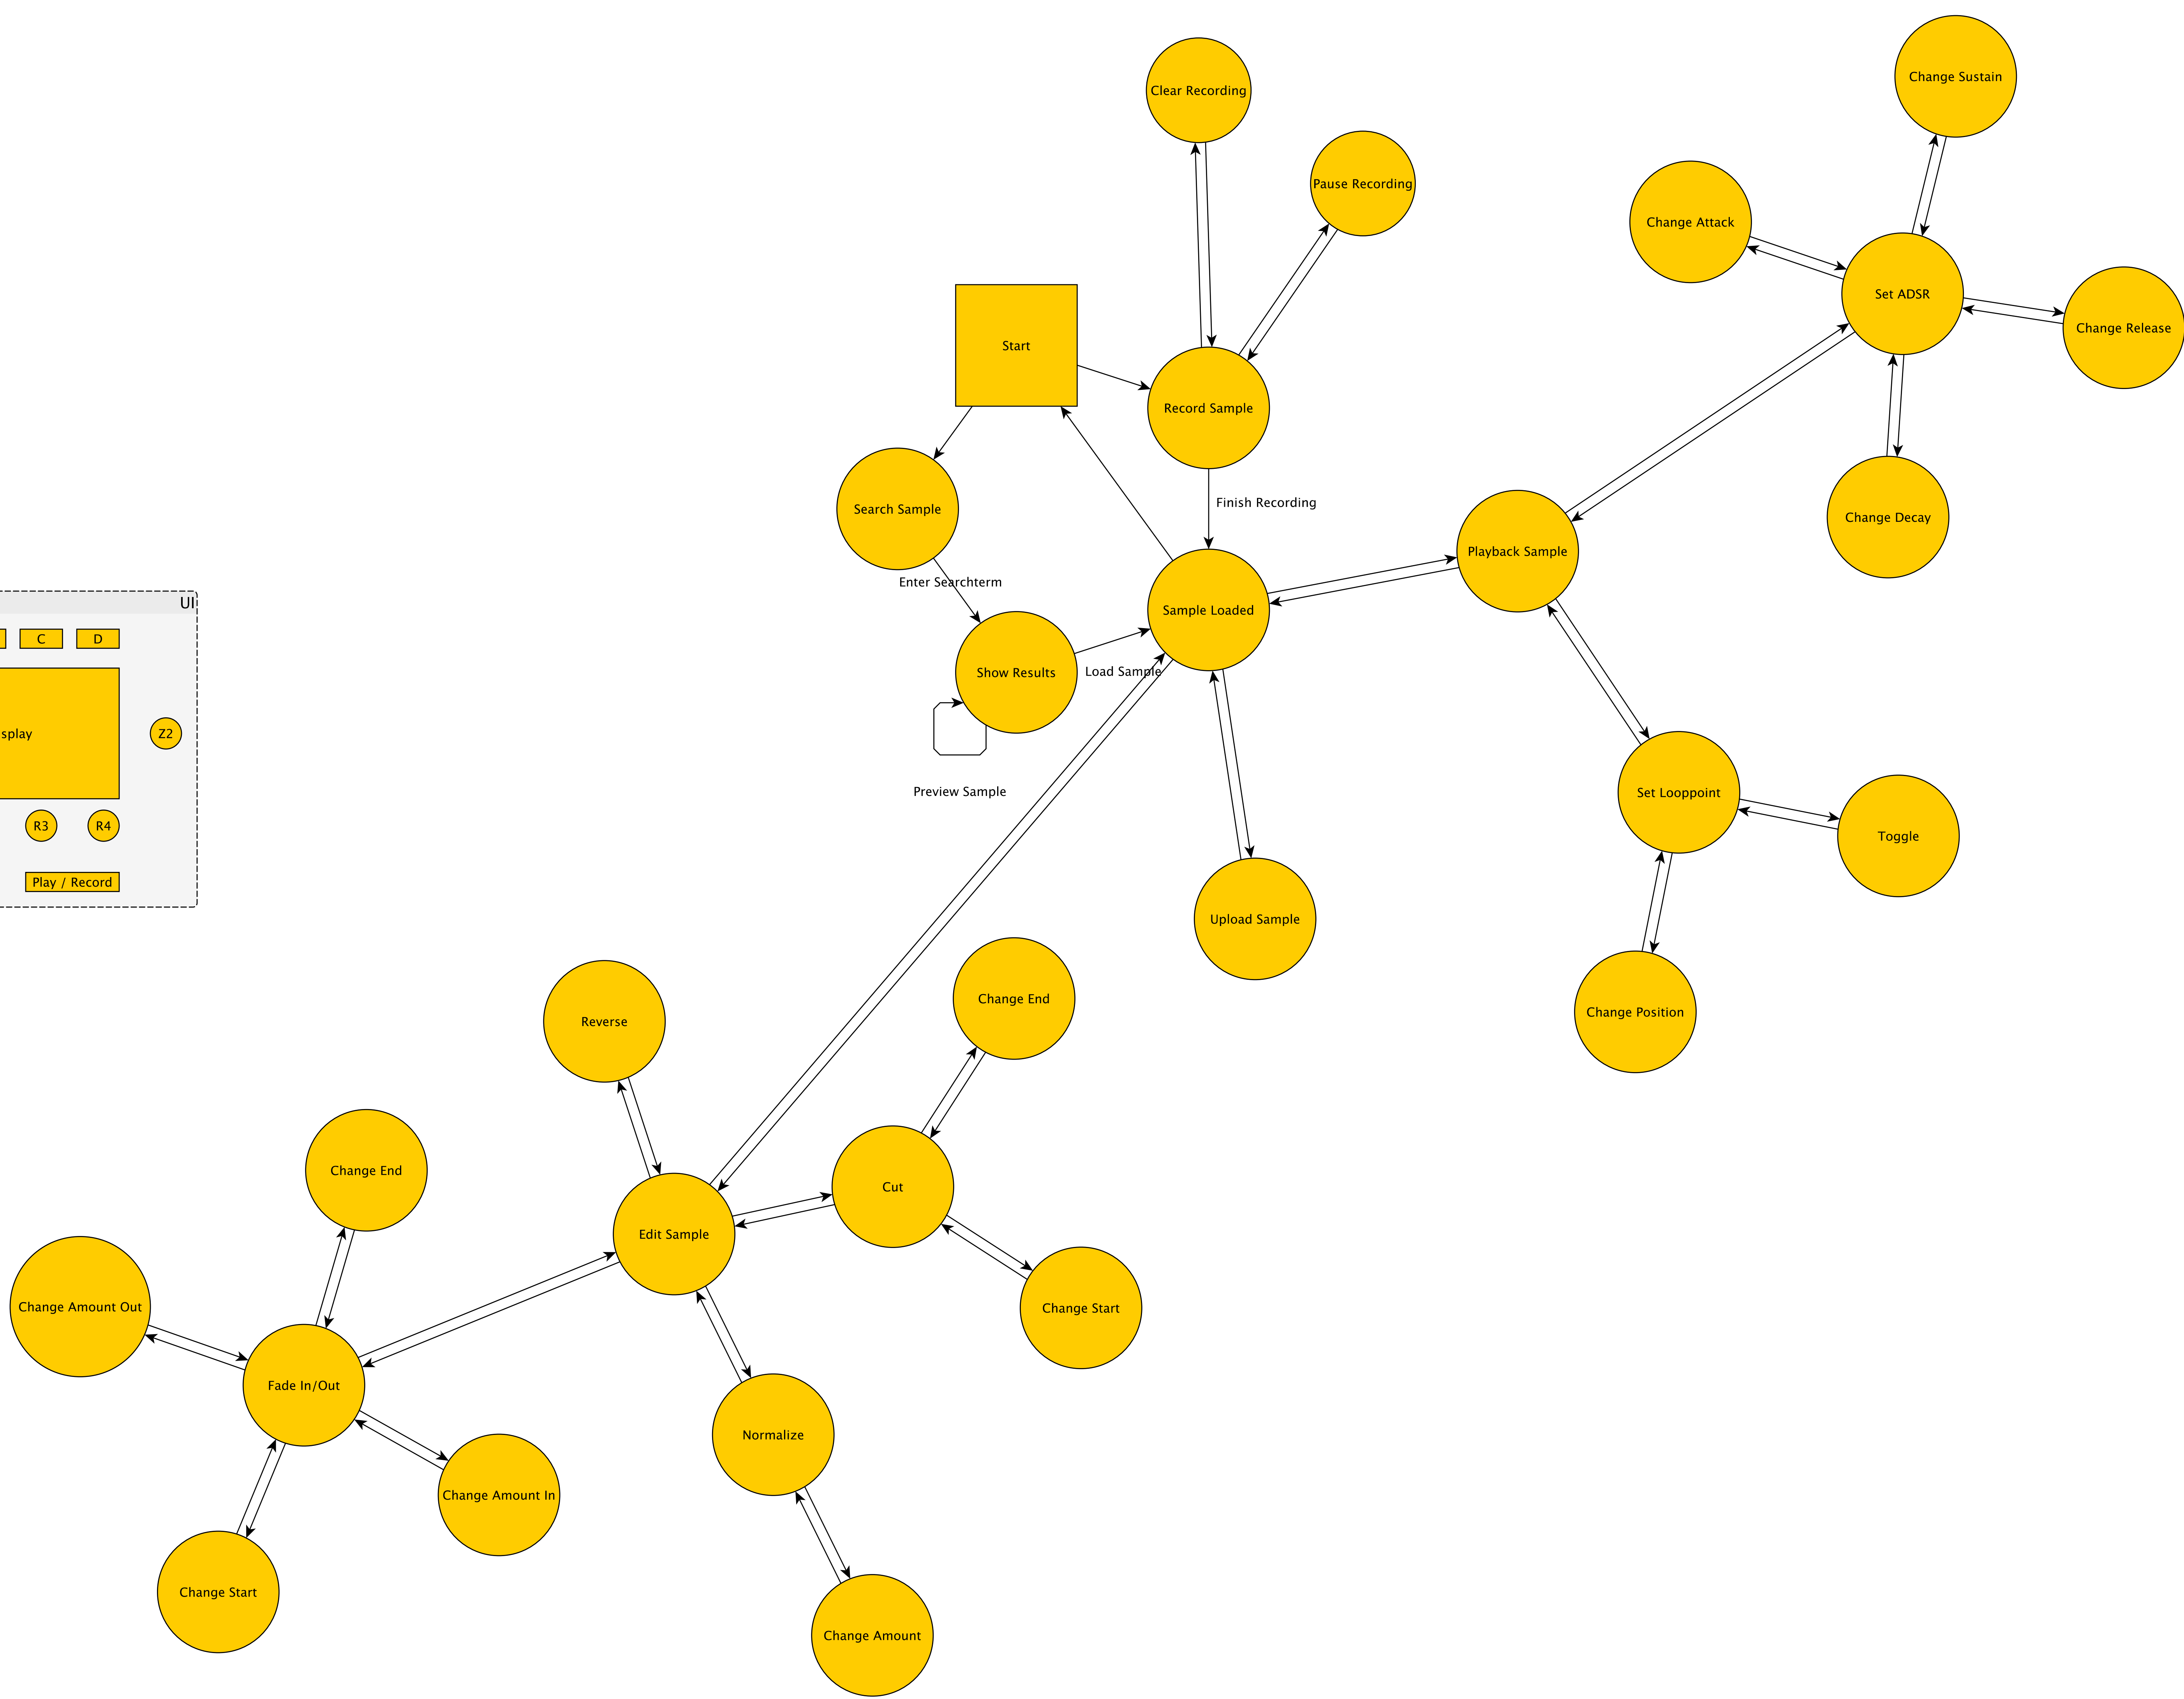 Change Sustain
Clear Recording
Pause Recording
Change Attack
Set ADSR
Change Release
Start
Record Sample
Search Sample
Finish Recording
Change Decay
Playback Sample
Enter Searchterm
Sample Loaded
Show Results
Load Sample
Preview Sample
Set Looppoint
Toggle
Upload Sample
Change Position
UI
C
D
splay
Z2
R3
R4
Play / Record
Change End
Reverse
Change End
Cut
Edit Sample
Change Amount Out
Change Start
Fade In/Out
Normalize
Change Amount In
Change Start
Change Amount